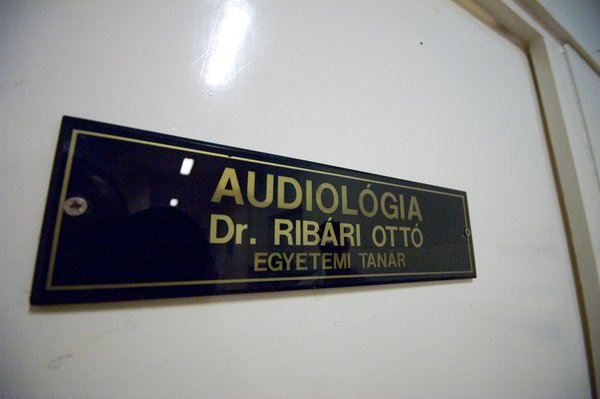 AUDIOLÓGIA
Dr. RIBÁRI OTTÓ
EGYETEMI TANÁR